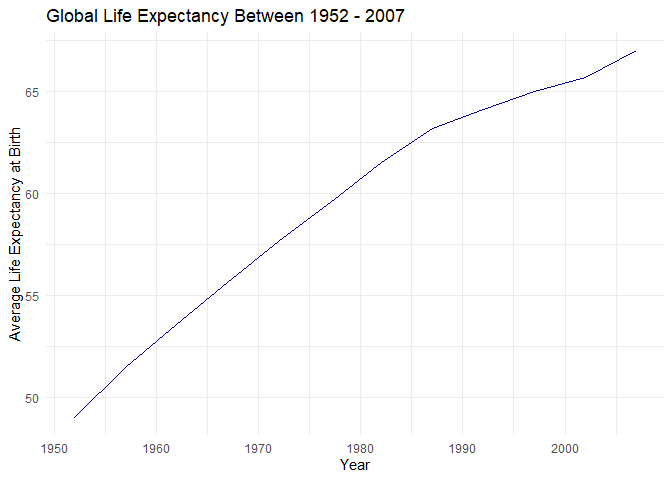 Global Life Expectancy Between 1952 - 2007
Average Life Expectancy at Birth
65
60
55
50
1950 1960 1970 1980 1990 2000
Year